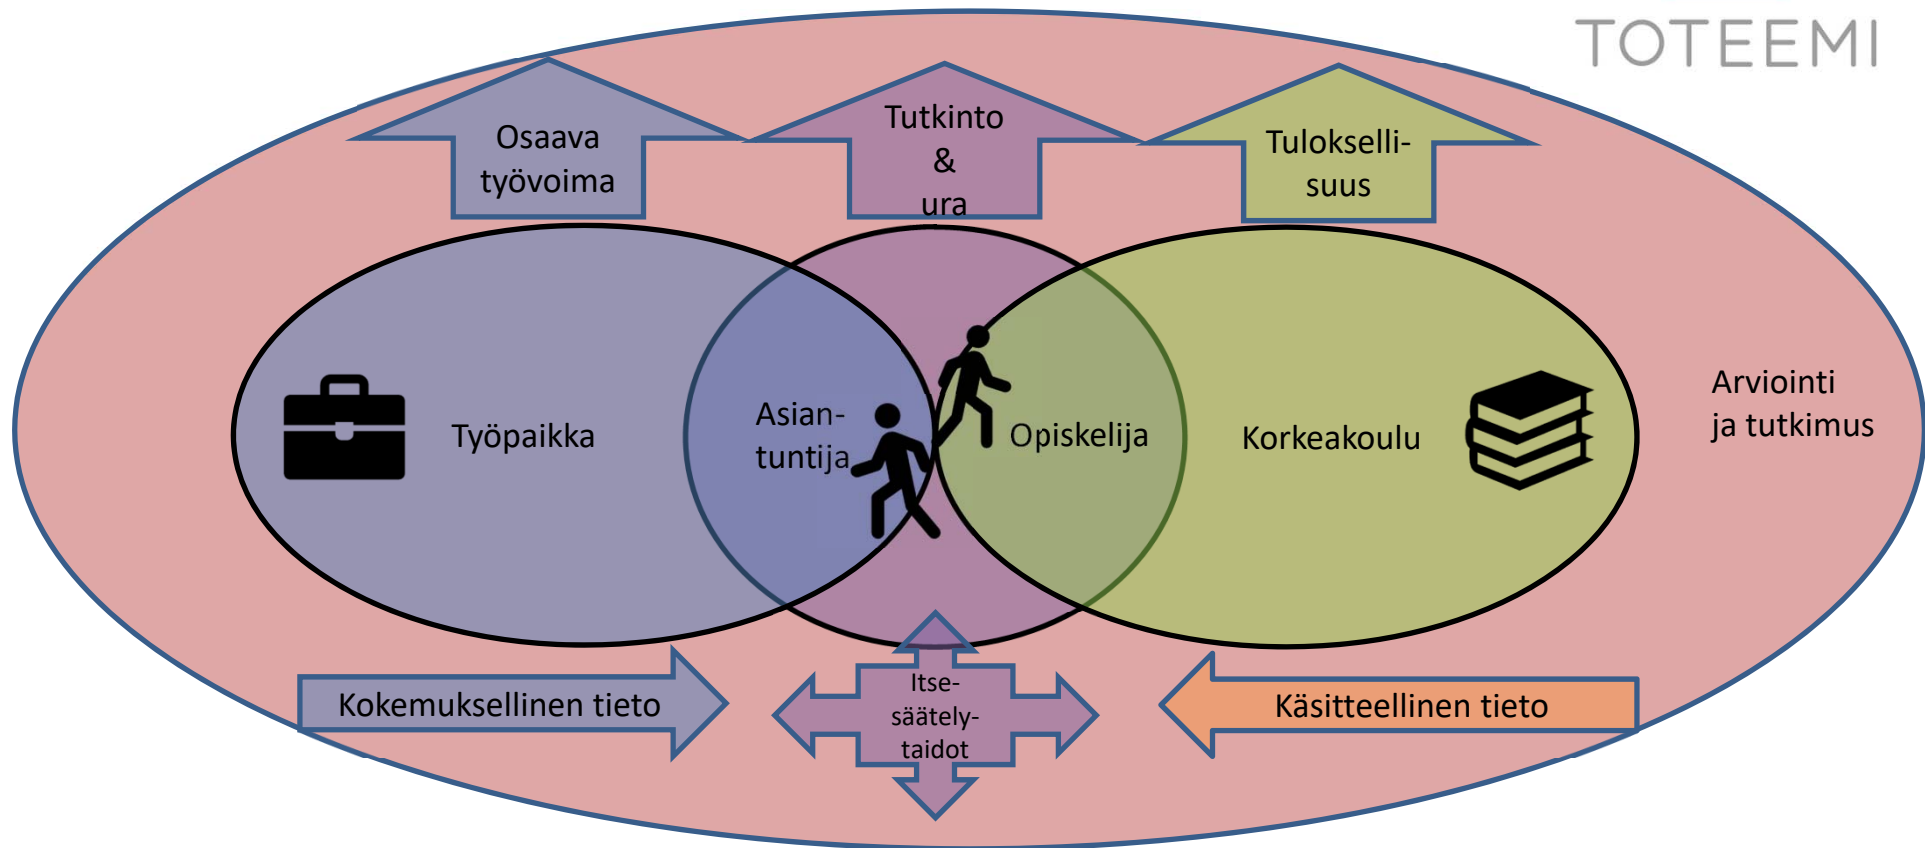 TOTEEMI
Osaava
työvoima
Tutkinto
&
ura
Tulokselli-
suus
Työpaikka
Asian-
tuntija
Opiskelija
Korkeakoulu
Arviointi
ja tutkimus
Kokemuksellinen tieto
Itse-
säätely-
taidot
Käsitteellinen tieto